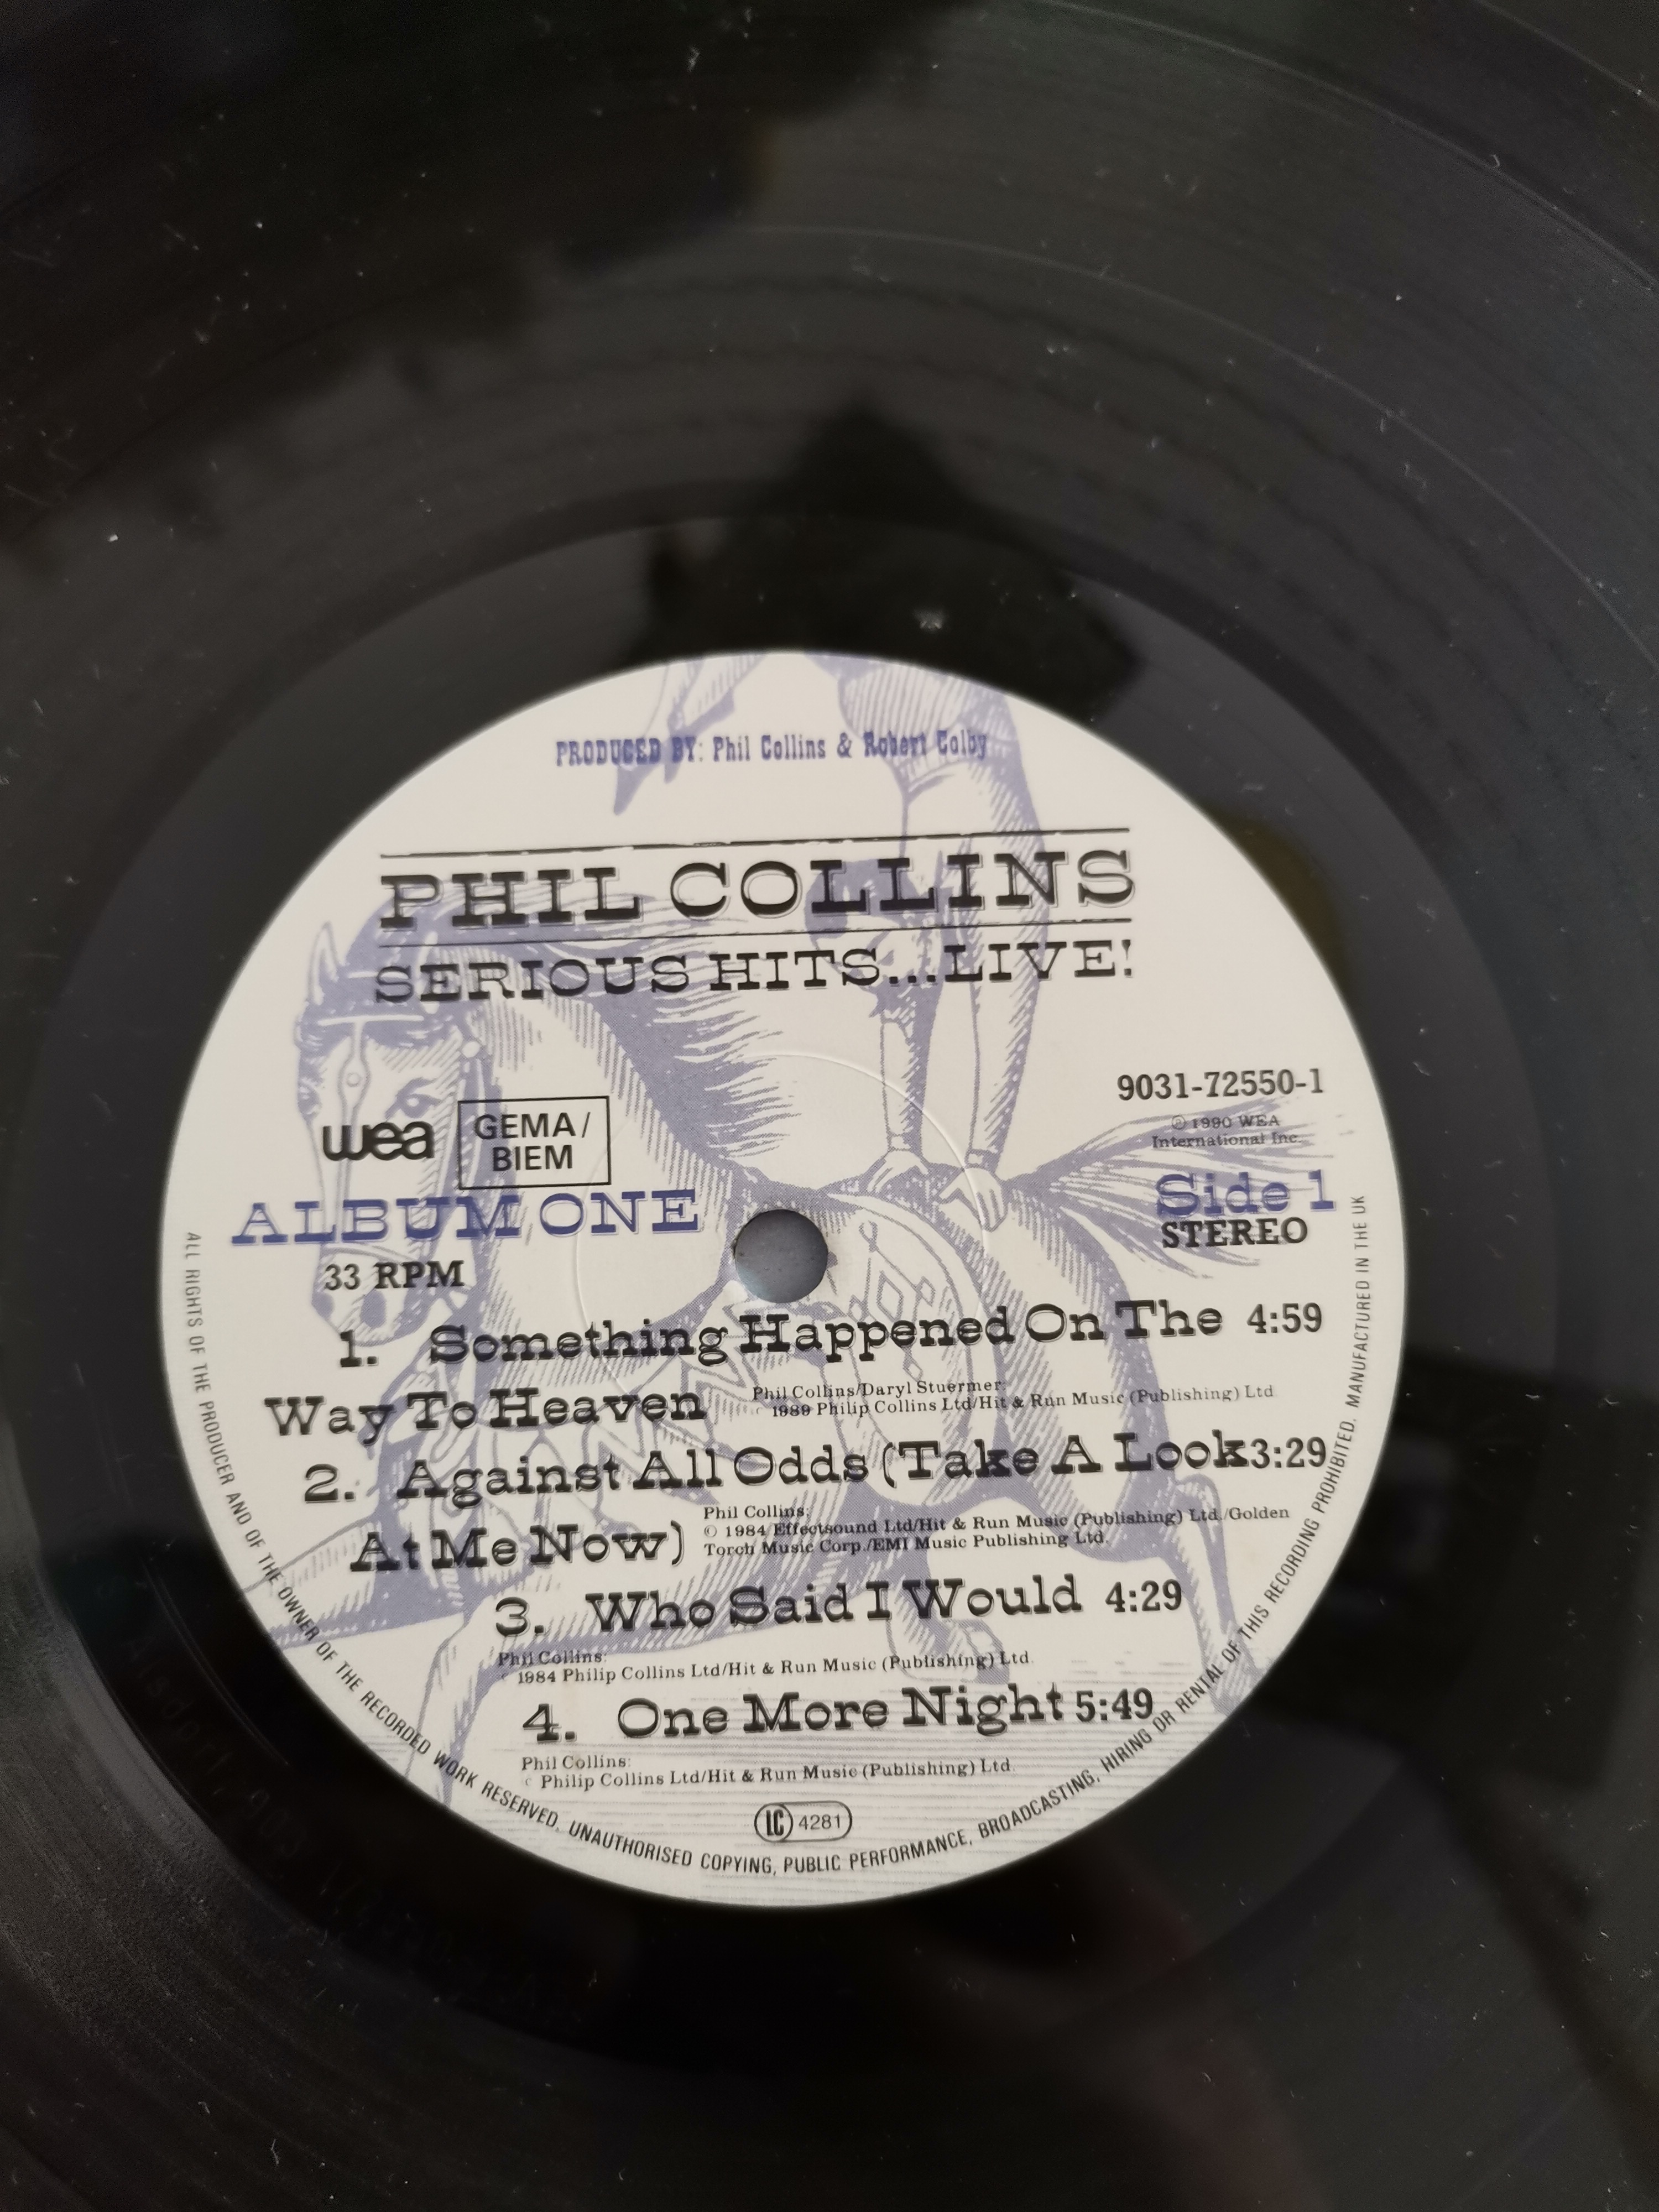 PRODUCED BY: Phil Collins & Robert Colby
PHIL COLLINS
SERIOUS HITS...LIVE!
9031-72550-1
℗ 1990 WEA
International Inc.
wea
GEMA/
BIEM
ALBUM ONE
Side 1
STEREO
33 RPM
1. Something Happened On The 4:59
Way To Heaven
Phil Collins/Daryl Stuermer:
© 1989 Philip Collins Ltd/Hit & Run Music (Publishing) Ltd
2. Against All Odds (Take A Look 3:29
At Me Now)
Phil Collins:
© 1984 Effectsound Ltd/Hit & Run Music (Publishing) Ltd./Golden
Torch Music Corp./EMI Music Publishing Ltd.
3. Who Said I Would 4:29
Phil Collins:
© 1984 Philip Collins Ltd/Hit & Run Music (Publishing) Ltd.
4. One More Night 5:49
Phil Collins:
© Philip Collins Ltd/Hit & Run Music (Publishing) Ltd.
LC 4281
ALL RIGHTS OF THE PRODUCER AND OF THE OWNER OF THE RECORDED WORK RESERVED. UNAUTHORISED COPYING, PUBLIC PERFORMANCE, BROADCASTING, HIRING OR RENTAL OF THIS RECORDING PROHIBITED. MANUFACTURED IN THE UK